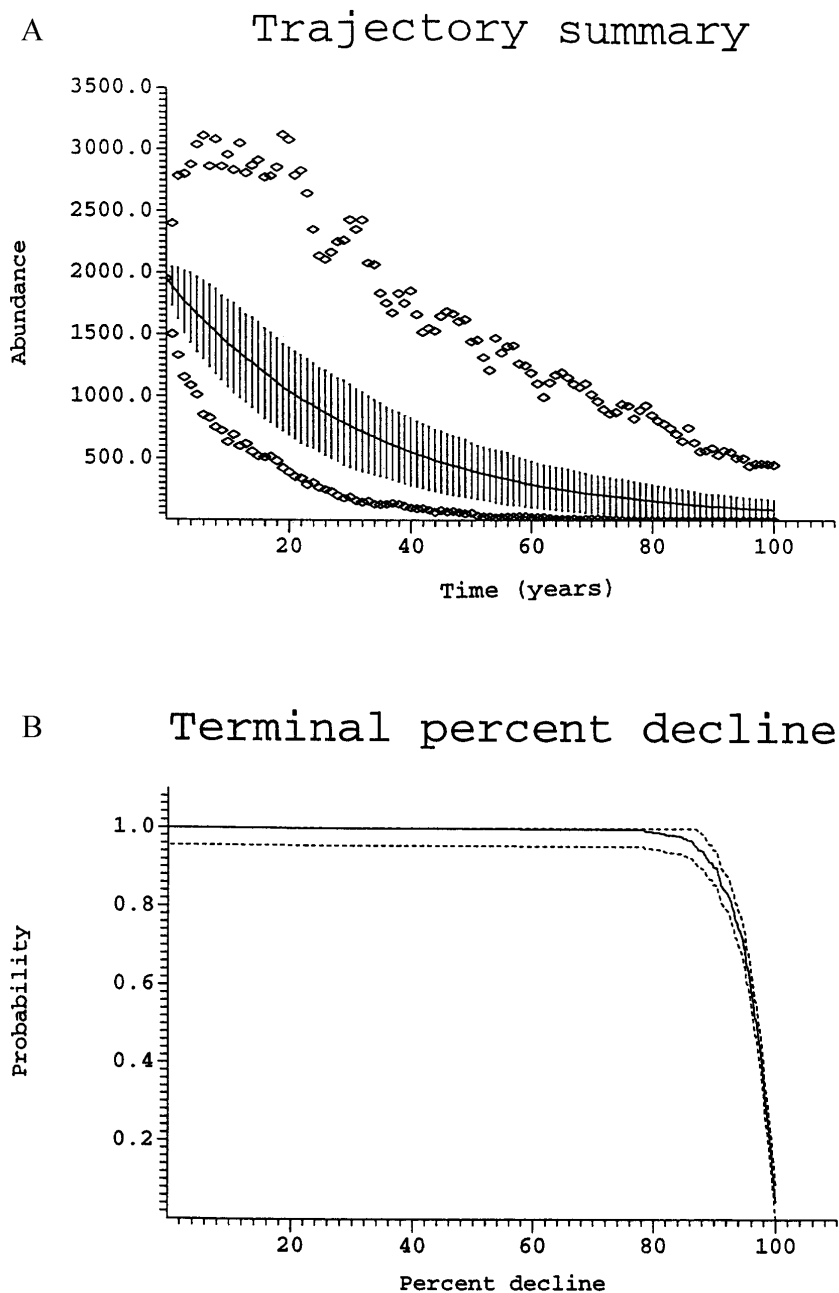 A
Trajectory summary
3500.0
3000.0
2500.0
2000.0
1500.0
1000.0
500.0
Abundance
20 40 60 80 100
Time (years)
B
Terminal percent decline
1.0
0.8
0.6
0.4
0.2
Probability
20 40 60 80 100
Percent decline